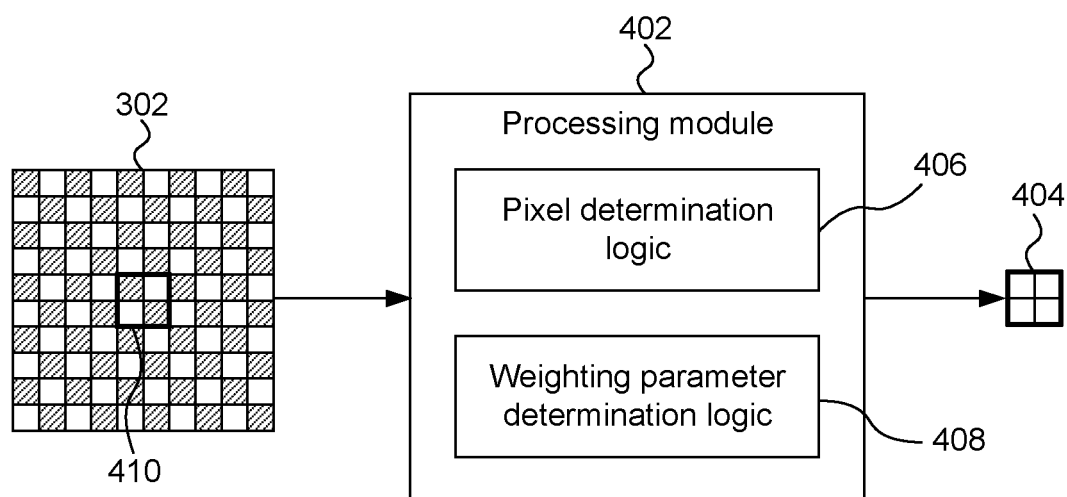 402
302
Processing module
406
Pixel determination
logic
404
Weighting parameter
determination logic
408
410